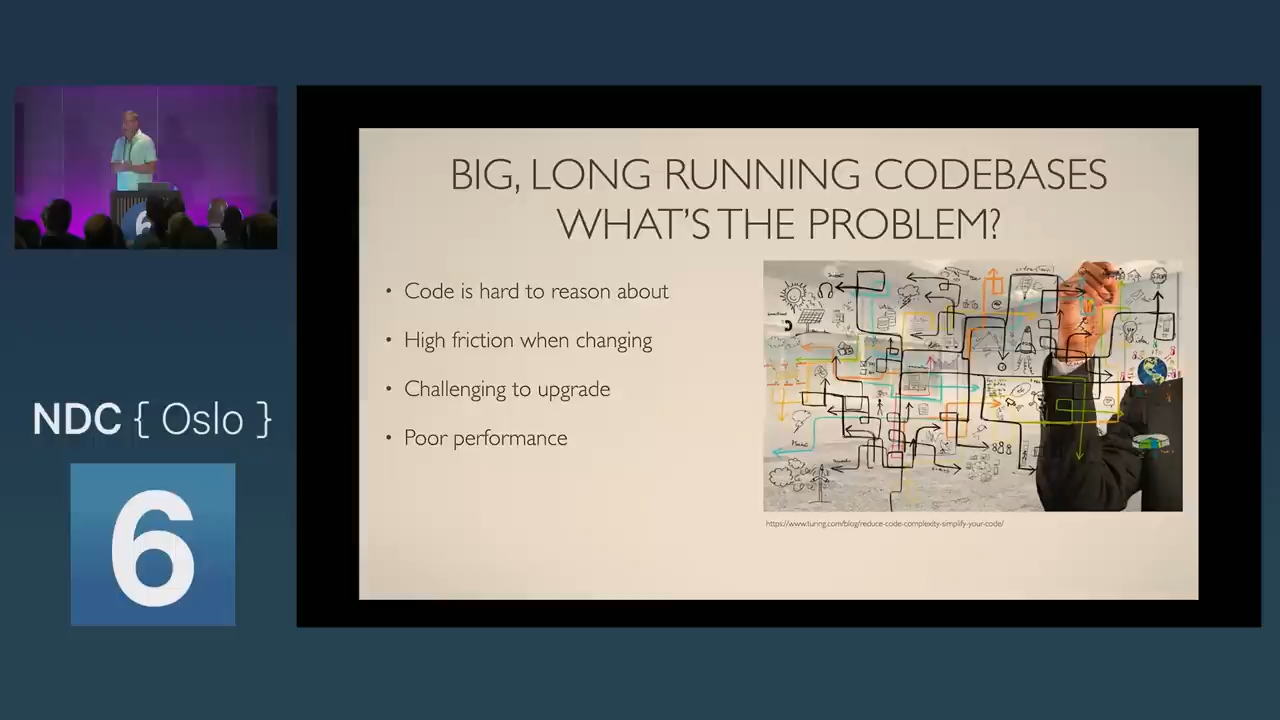 BIG, LONG RUNNING CODEBASES
WHAT'S THE PROBLEM?
• Code is hard to reason about
• High friction when changing
• Challenging to upgrade
• Poor performance
https://www.turing.com/blog/reduce-code-complexity-simplify-your-code/
NDC { Oslo }
6
6